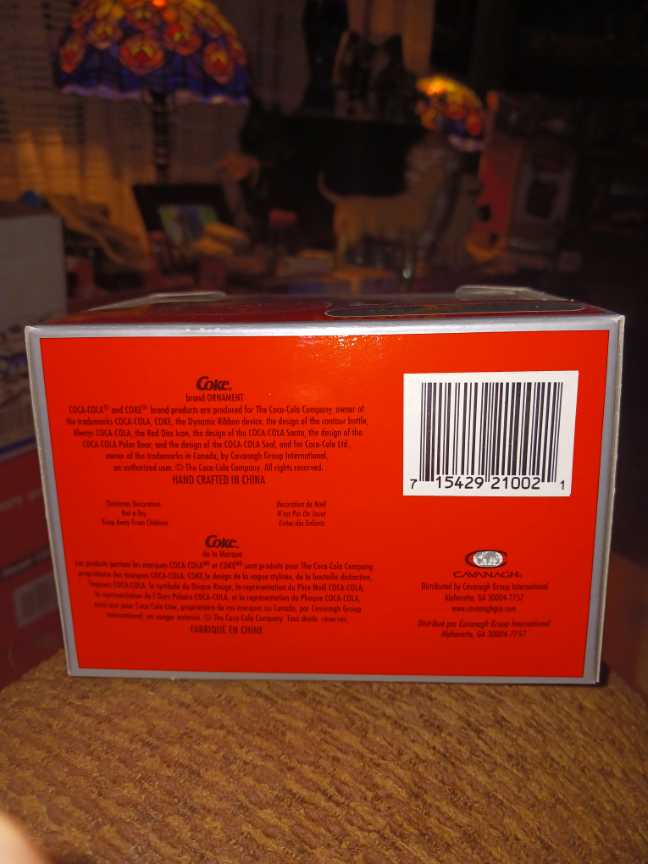 Coke
brand ORNAMENT
COCA-COLA® and COKE® brand products are produced for The Coca-Cola Company, owner of
the trademarks COCA-COLA, COKE, the Dynamic Ribbon device, the design of the contour bottle,
Always COCA-COLA, the Red Disc Icon, the design of the COCA-COLA Santa, the design of the
COCA-COLA Polar Bear, and the design of the COCA-COLA Seal, and for Coca-Cola Ltd.,
owner of the trademarks in Canada, by Cavanagh Group International,
an authorized user. © The Coca-Cola Company. All rights reserved.
HAND CRAFTED IN CHINA
Christmas Decoration
Not a Toy
Keep Away From Children
Décoration de Noël
N'est Pas Un Jouet
Coke
de la Marque
Les produits portant les marques COCA-COLA® et COKE® sont produits pour The Coca-Cola Company,
propriétaire des marques COCA-COLA, COKE, le design de la vague stylisée, de la bouteille distinctive,
Toujours COCA-COLA, le symbole du Disque Rouge, la représentation du Père Noël COCA-COLA,
la représentation de l'Ours Polaire COCA-COLA, et la représentation du Phoque COCA-COLA,
ainsi que pour Coca-Cola Ltée, propriétaire de ces marques au Canada, par Cavanagh Group
International, un usager autorisé. © The Coca-Cola Company. Tous droits réservés.
FABRIQUÉ EN CHINE
7 15429 21002 1
CAVANAGH
Distributed by Cavanagh Group International
Alpharetta, GA 30004-7757
Distribué par Cavanagh Group International
Alpharetta, GA 30004-7757